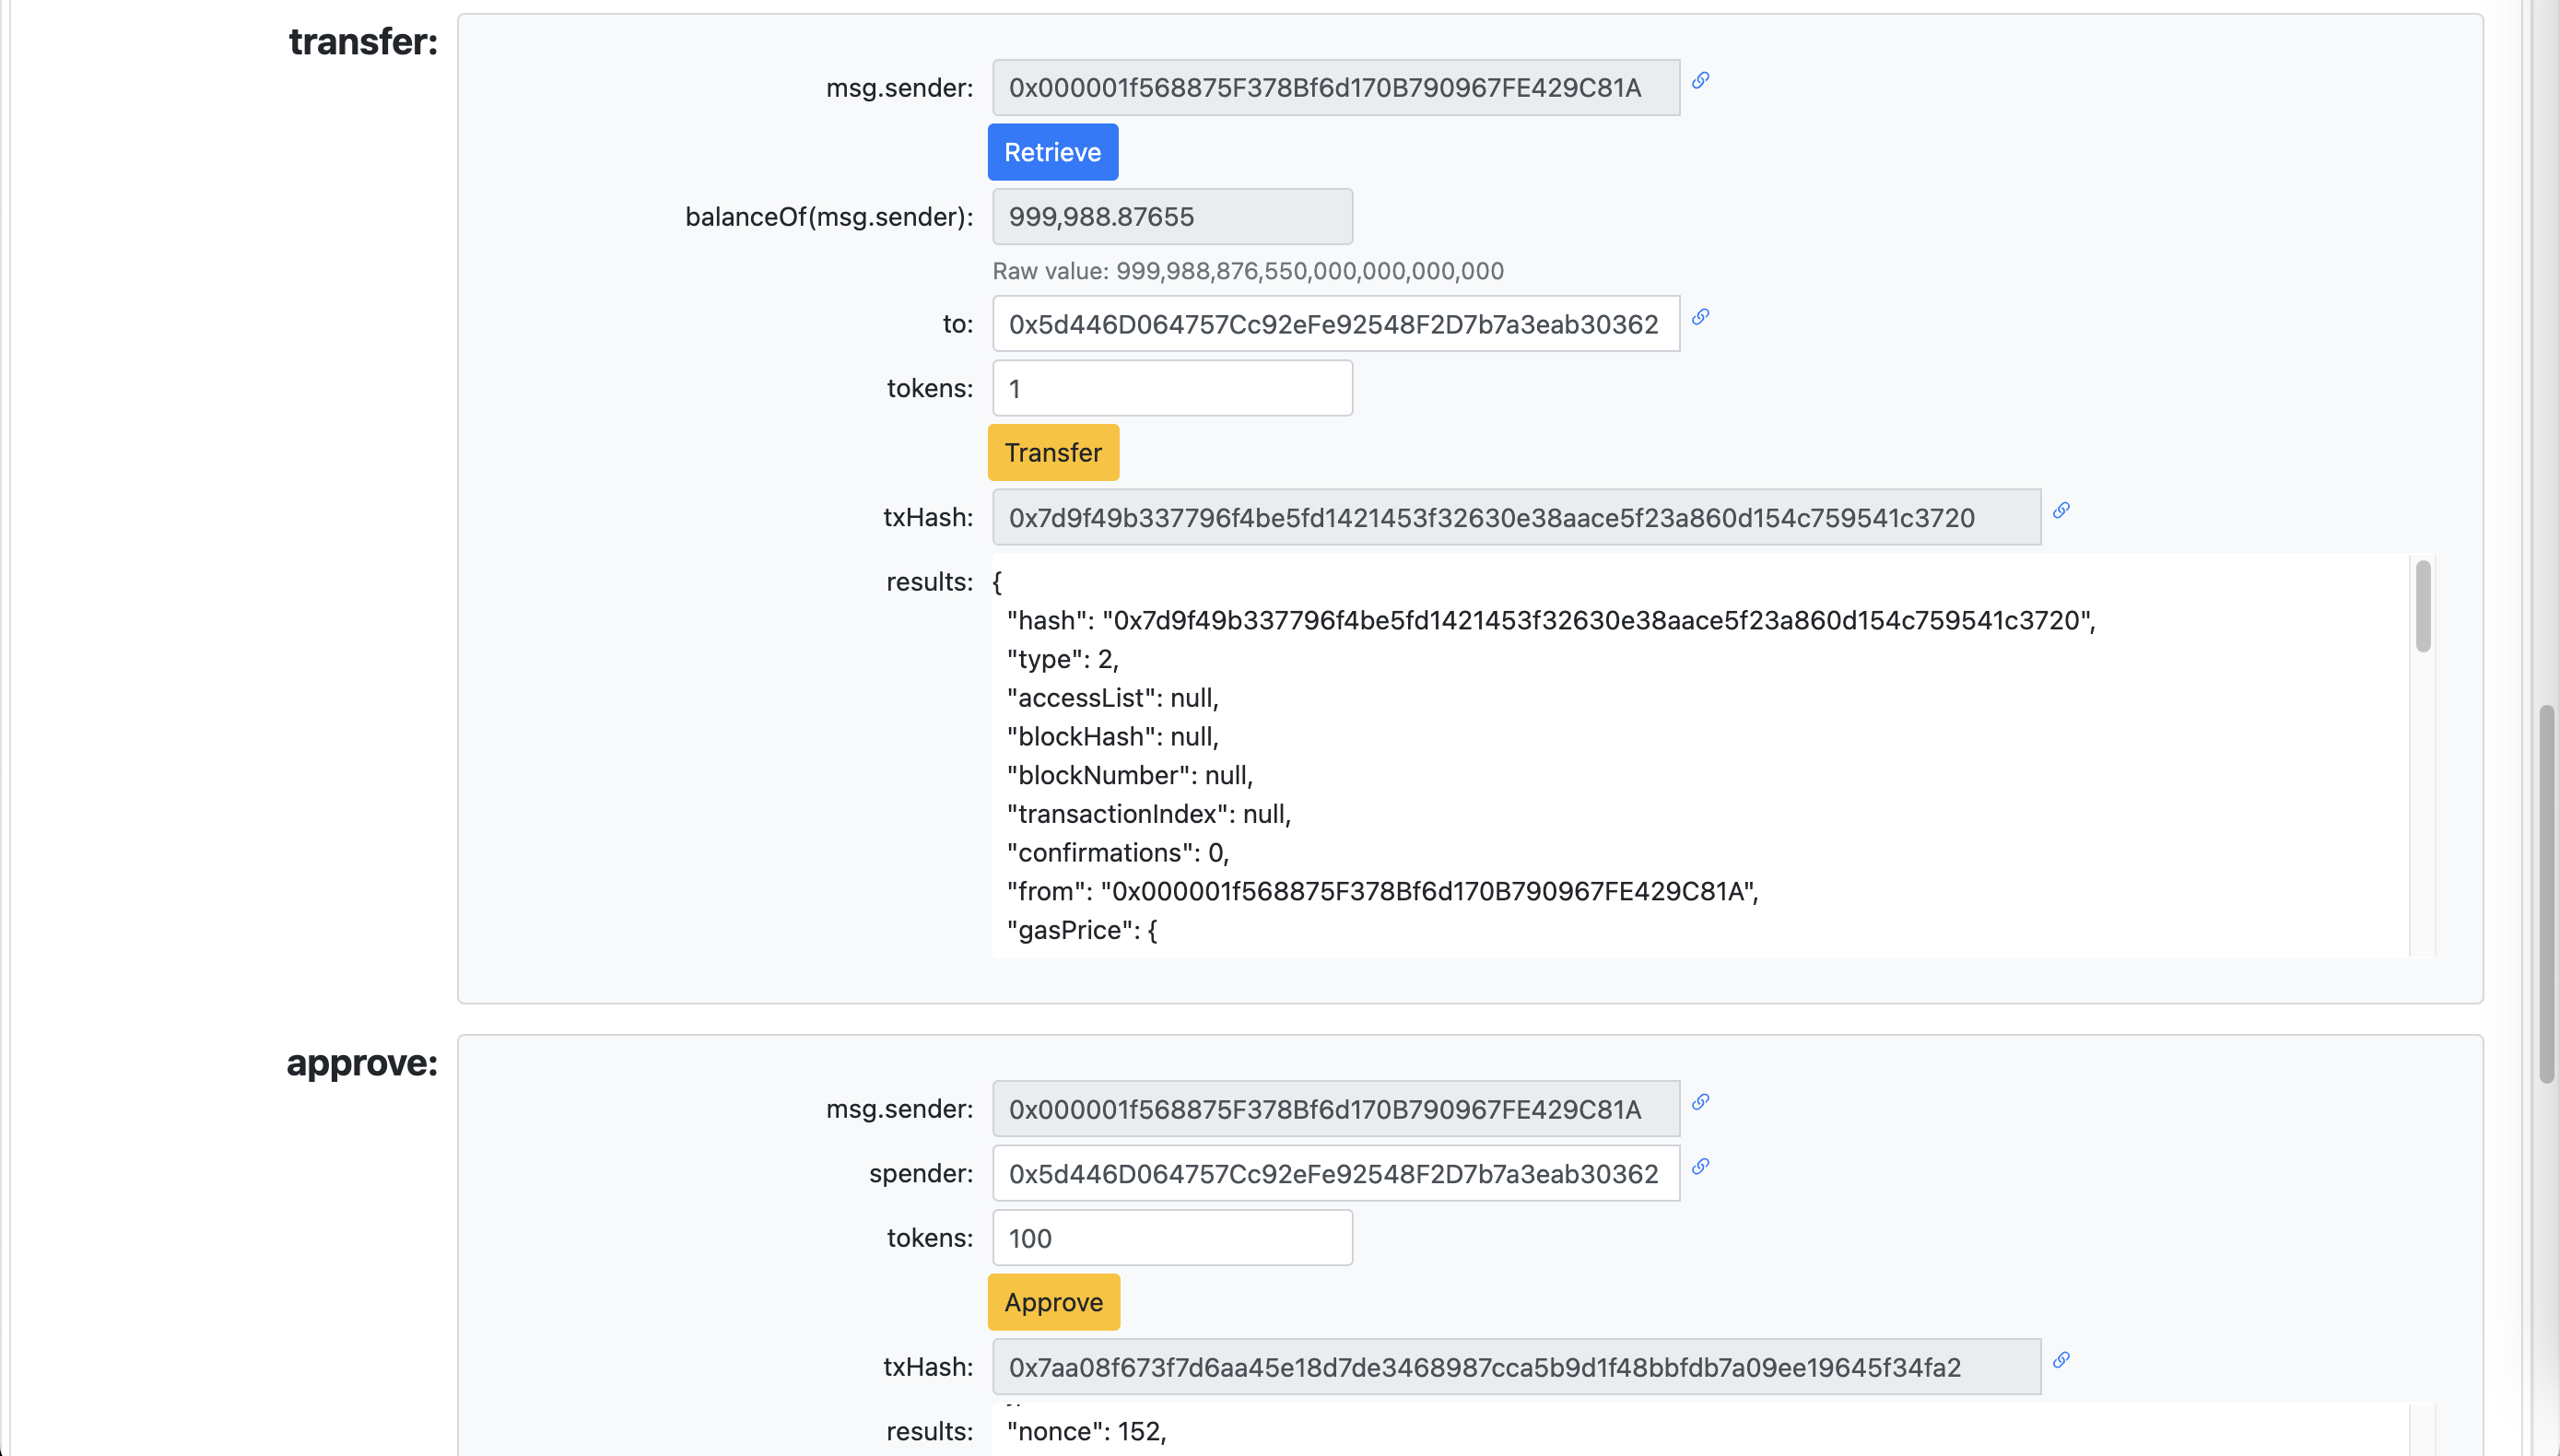 transfer:
msg.sender: 0x000001f568875F378Bf6d170B790967FE429C81A
Retrieve
balanceOf(msg.sender): 999,988.87655
Raw value: 999,988,876,550,000,000,000,000
to: 0x5d446D064757Cc92eFe92548F2D7b7a3eab30362
tokens: 1
Transfer
txHash: 0x7d9f49b337796f4be5fd1421453f32630e38aace5f23a860d154c759541c3720
results: {
"hash": "0x7d9f49b337796f4be5fd1421453f32630e38aace5f23a860d154c759541c3720",
"type": 2,
"accessList": null,
"blockHash": null,
"blockNumber": null,
"transactionIndex": null,
"confirmations": 0,
"from": "0x000001f568875F378Bf6d170B790967FE429C81A",
"gasPrice": {
approve:
msg.sender: 0x000001f568875F378Bf6d170B790967FE429C81A
spender: 0x5d446D064757Cc92eFe92548F2D7b7a3eab30362
tokens: 100
Approve
txHash: 0x7aa08f673f7d6aa45e18d7de3468987cca5b9d1f48bbfdb7a09ee19645f34fa2
results: "nonce": 152,